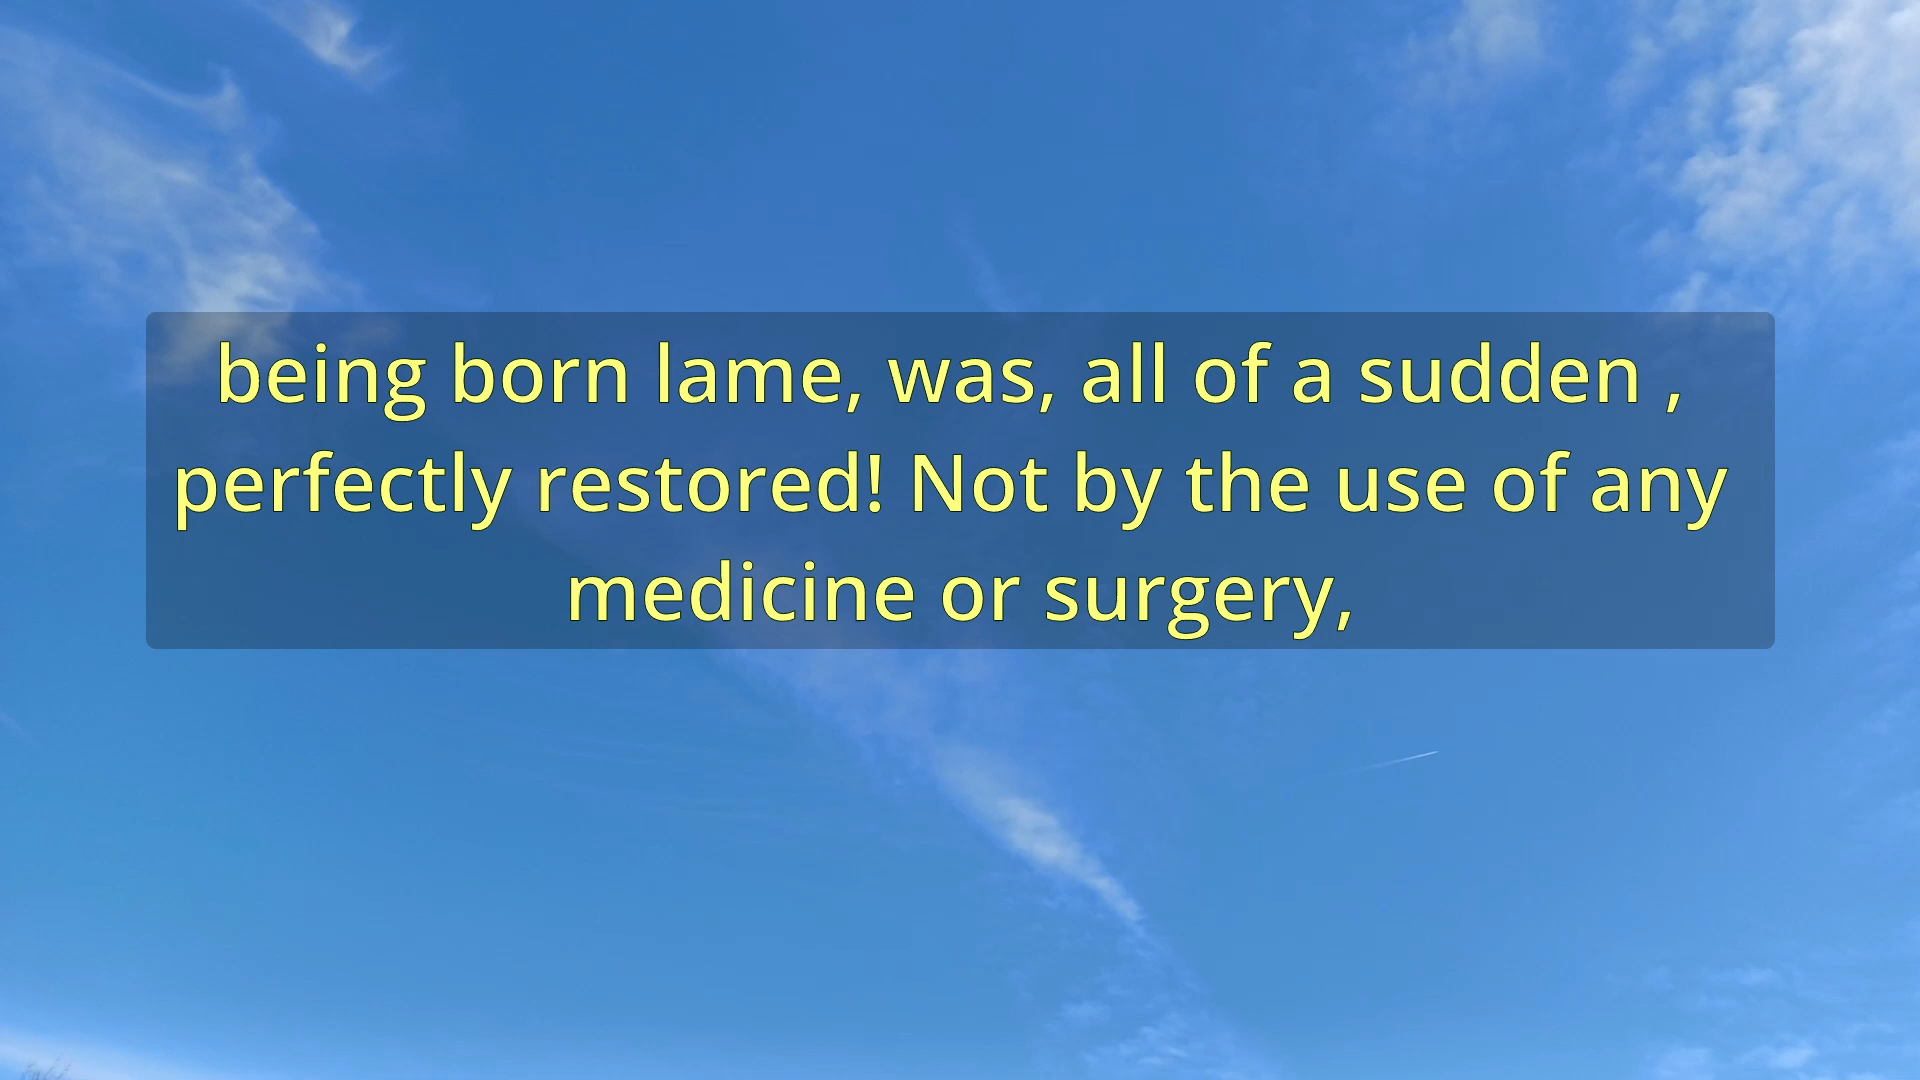 being born lame, was, all of a sudden ,
perfectly restored! Not by the use of any
medicine or surgery,